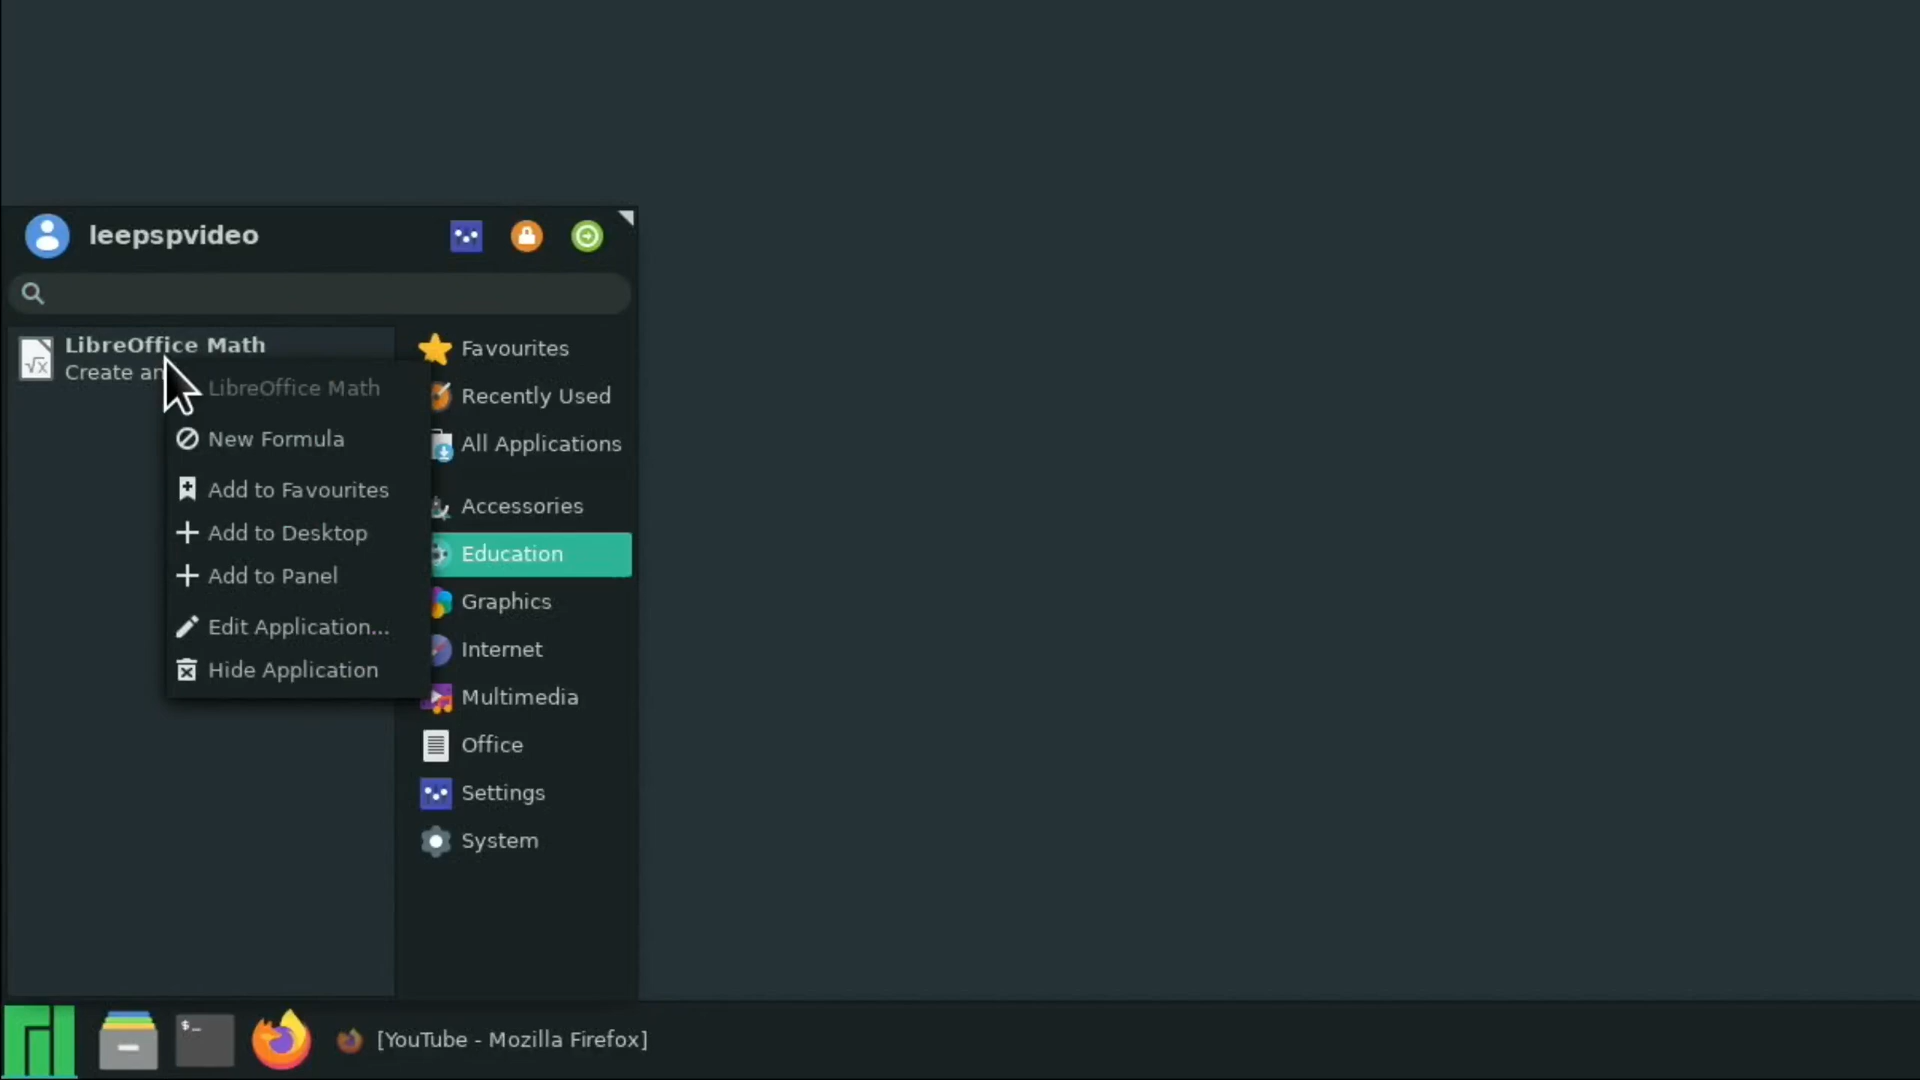 leepspvideo
LibreOffice Math
Create an
LibreOffice Math
New Formula
Add to Favourites
Add to Desktop
Add to Panel
Edit Application...
Hide Application
Favourites
Recently Used
All Applications
Accessories
Education
Graphics
Internet
Multimedia
Office
Settings
System
$_
[YouTube - Mozilla Firefox]